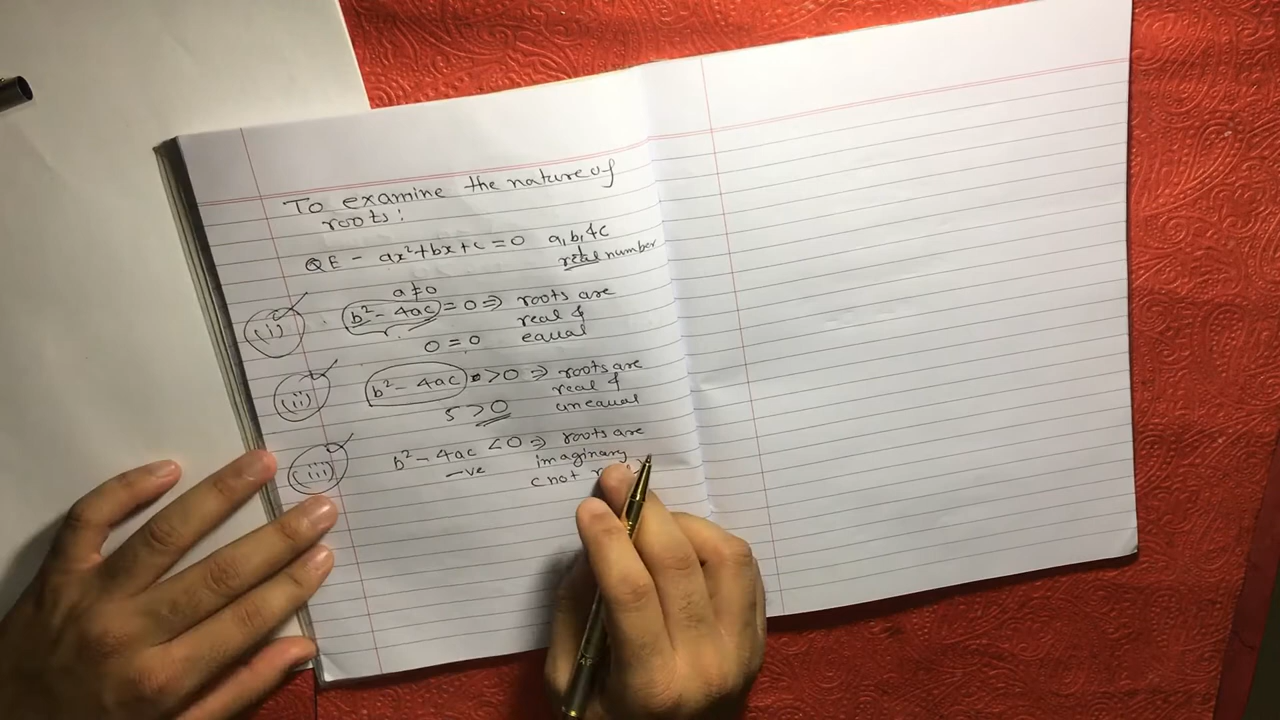 To examine the nature of
roots:
QE - ax²+bx+c = 0 a, b, & c
real number
a≠0
(i) b²-4ac = 0 ⇒ roots are
real &
0 = 0 equal
(ii) b²-4ac > 0 ⇒ roots are
real &
5 > 0 unequal
(iii) b²-4ac < 0 ⇒ roots are
-ve imaginary
(not